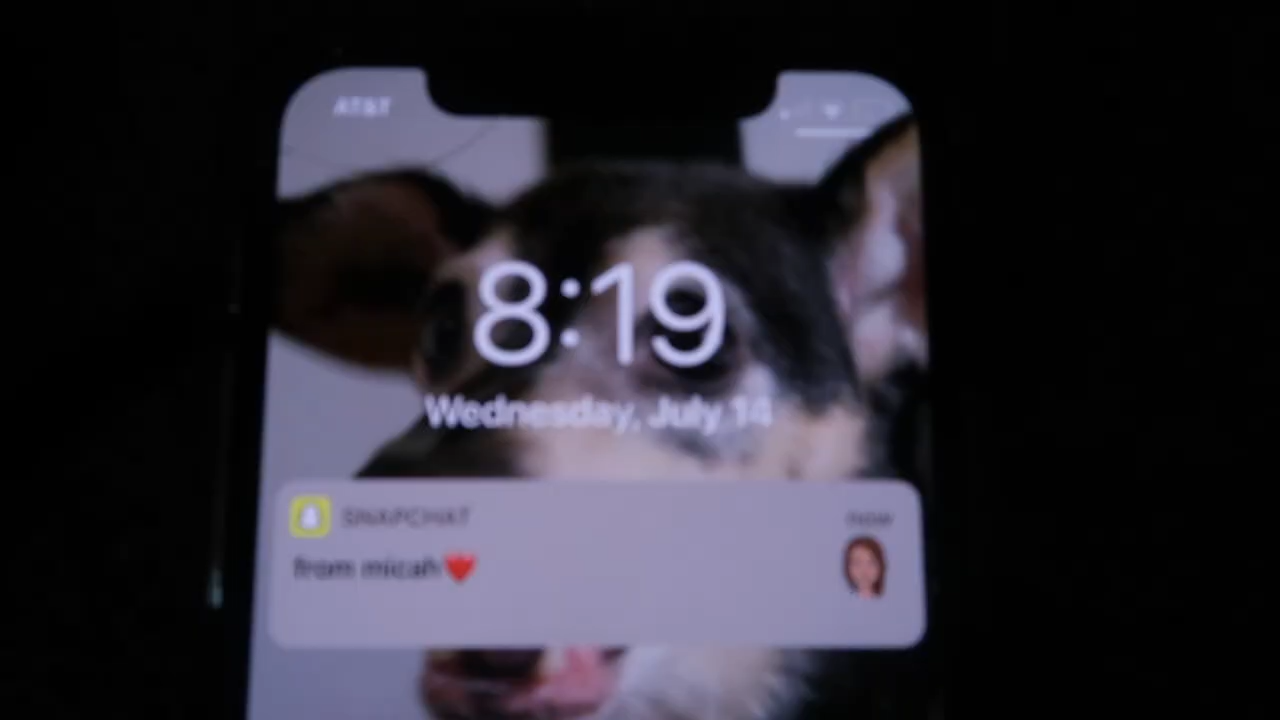 AT&T
8:19
Wednesday, July 14
SNAPCHAT
now
from micah❤️